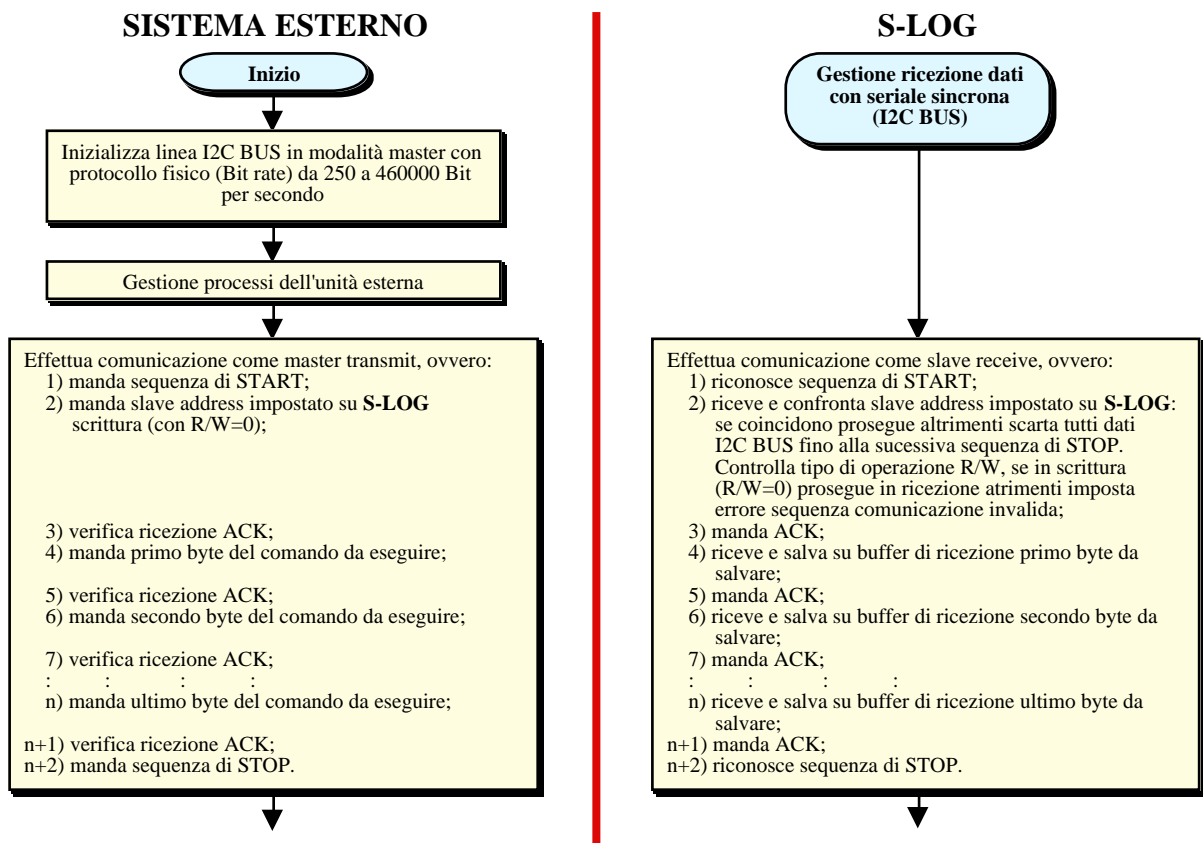 SISTEMA ESTERNO
Inizio
Inizializza linea I2C BUS in modalità master con
protocollo fisico (Bit rate) da 250 a 460000 Bit
per secondo
Gestione processi dell'unità esterna
Effettua comunicazione come master transmit, ovvero:
1) manda sequenza di START;
2) manda slave address impostato su S-LOG
scrittura (con R/W=0);
3) verifica ricezione ACK;
4) manda primo byte del comando da eseguire;
5) verifica ricezione ACK;
6) manda secondo byte del comando da eseguire;
7) verifica ricezione ACK;
: : : :
n) manda ultimo byte del comando da eseguire;
n+1) verifica ricezione ACK;
n+2) manda sequenza di STOP.
S-LOG
Gestione ricezione dati
con seriale sincrona
(I2C BUS)
Effettua comunicazione come slave receive, ovvero:
1) riconosce sequenza di START;
2) riceve e confronta slave address impostato su S-LOG:
se coincidono prosegue altrimenti scarta tutti dati
I2C BUS fino alla sucessiva sequenza di STOP.
Controlla tipo di operazione R/W, se in scrittura
(R/W=0) prosegue in ricezione atrimenti imposta
errore sequenza comunicazione invalida;
3) manda ACK;
4) riceve e salva su buffer di ricezione primo byte da
salvare;
5) manda ACK;
6) riceve e salva su buffer di ricezione secondo byte da
salvare;
7) manda ACK;
: : : :
n) riceve e salva su buffer di ricezione ultimo byte da
salvare;
n+1) manda ACK;
n+2) riconosce sequenza di STOP.